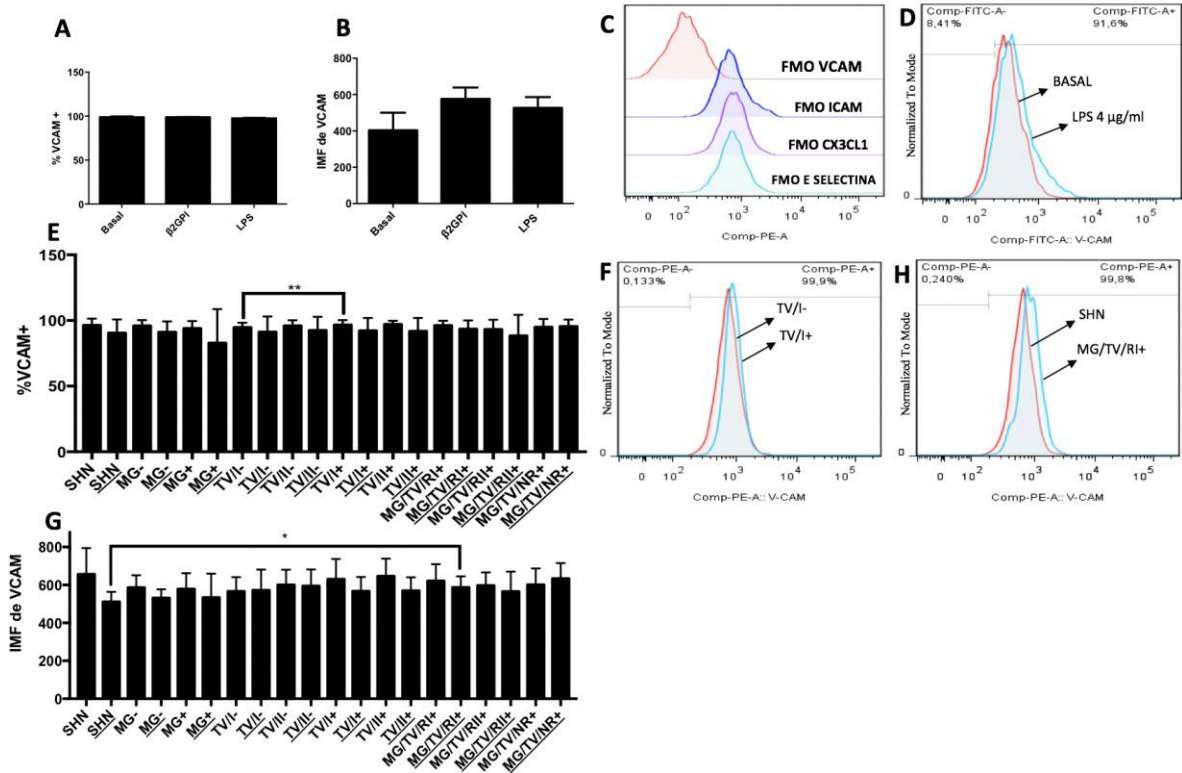 A
% VCAM+
150
100
50
0
Basal
β2GPI
LPS
B
IMF de VCAM
800
600
400
200
0
Basal
β2GPI
LPS
C
FMO VCAM
FMO ICAM
FMO CX3CL1
FMO E SELECTINA
0 10² 10³ 10⁴ 10⁵
Comp-PE-A
D
Comp-FITC-A-
8,41%
Comp-FITC-A+
91,6%
Normalized To Mode
BASAL
LPS 4 µg/ml
0
0 10² 10³ 10⁴ 10⁵
Comp-FITC-A:: V-CAM
E
%VCAM+
150
100
50
0
**
SHN
SHN
MG-
MG-
MG+
MG+
TV/I-
TV/I-
TV/II-
TV/II-
TV/I+
TV/I+
TV/II+
TV/II+
MG/TV/RI+
MG/TV/RI+
MG/TV/RII+
MG/TV/RII+
MG/TV/NR+
MG/TV/NR+
F
Comp-PE-A-
0,133%
Comp-PE-A+
99,9%
Normalized To Mode
TV/I-
TV/I+
0
0 10² 10³ 10⁴ 10⁵
Comp-PE-A:: V-CAM
H
Comp-PE-A-
0,240%
Comp-PE-A+
99,8%
Normalized To Mode
SHN
MG/TV/RI+
0
0 10² 10³ 10⁴ 10⁵
Comp-PE-A:: V-CAM
G
IMF de VCAM
800
600
400
200
0
*
SHN
SHN
MG-
MG-
MG+
MG+
TV/I-
TV/I-
TV/II-
TV/II-
TV/I+
TV/I+
TV/II+
TV/II+
MG/TV/RI+
MG/TV/RI+
MG/TV/RII+
MG/TV/RII+
MG/TV/NR+
MG/TV/NR+